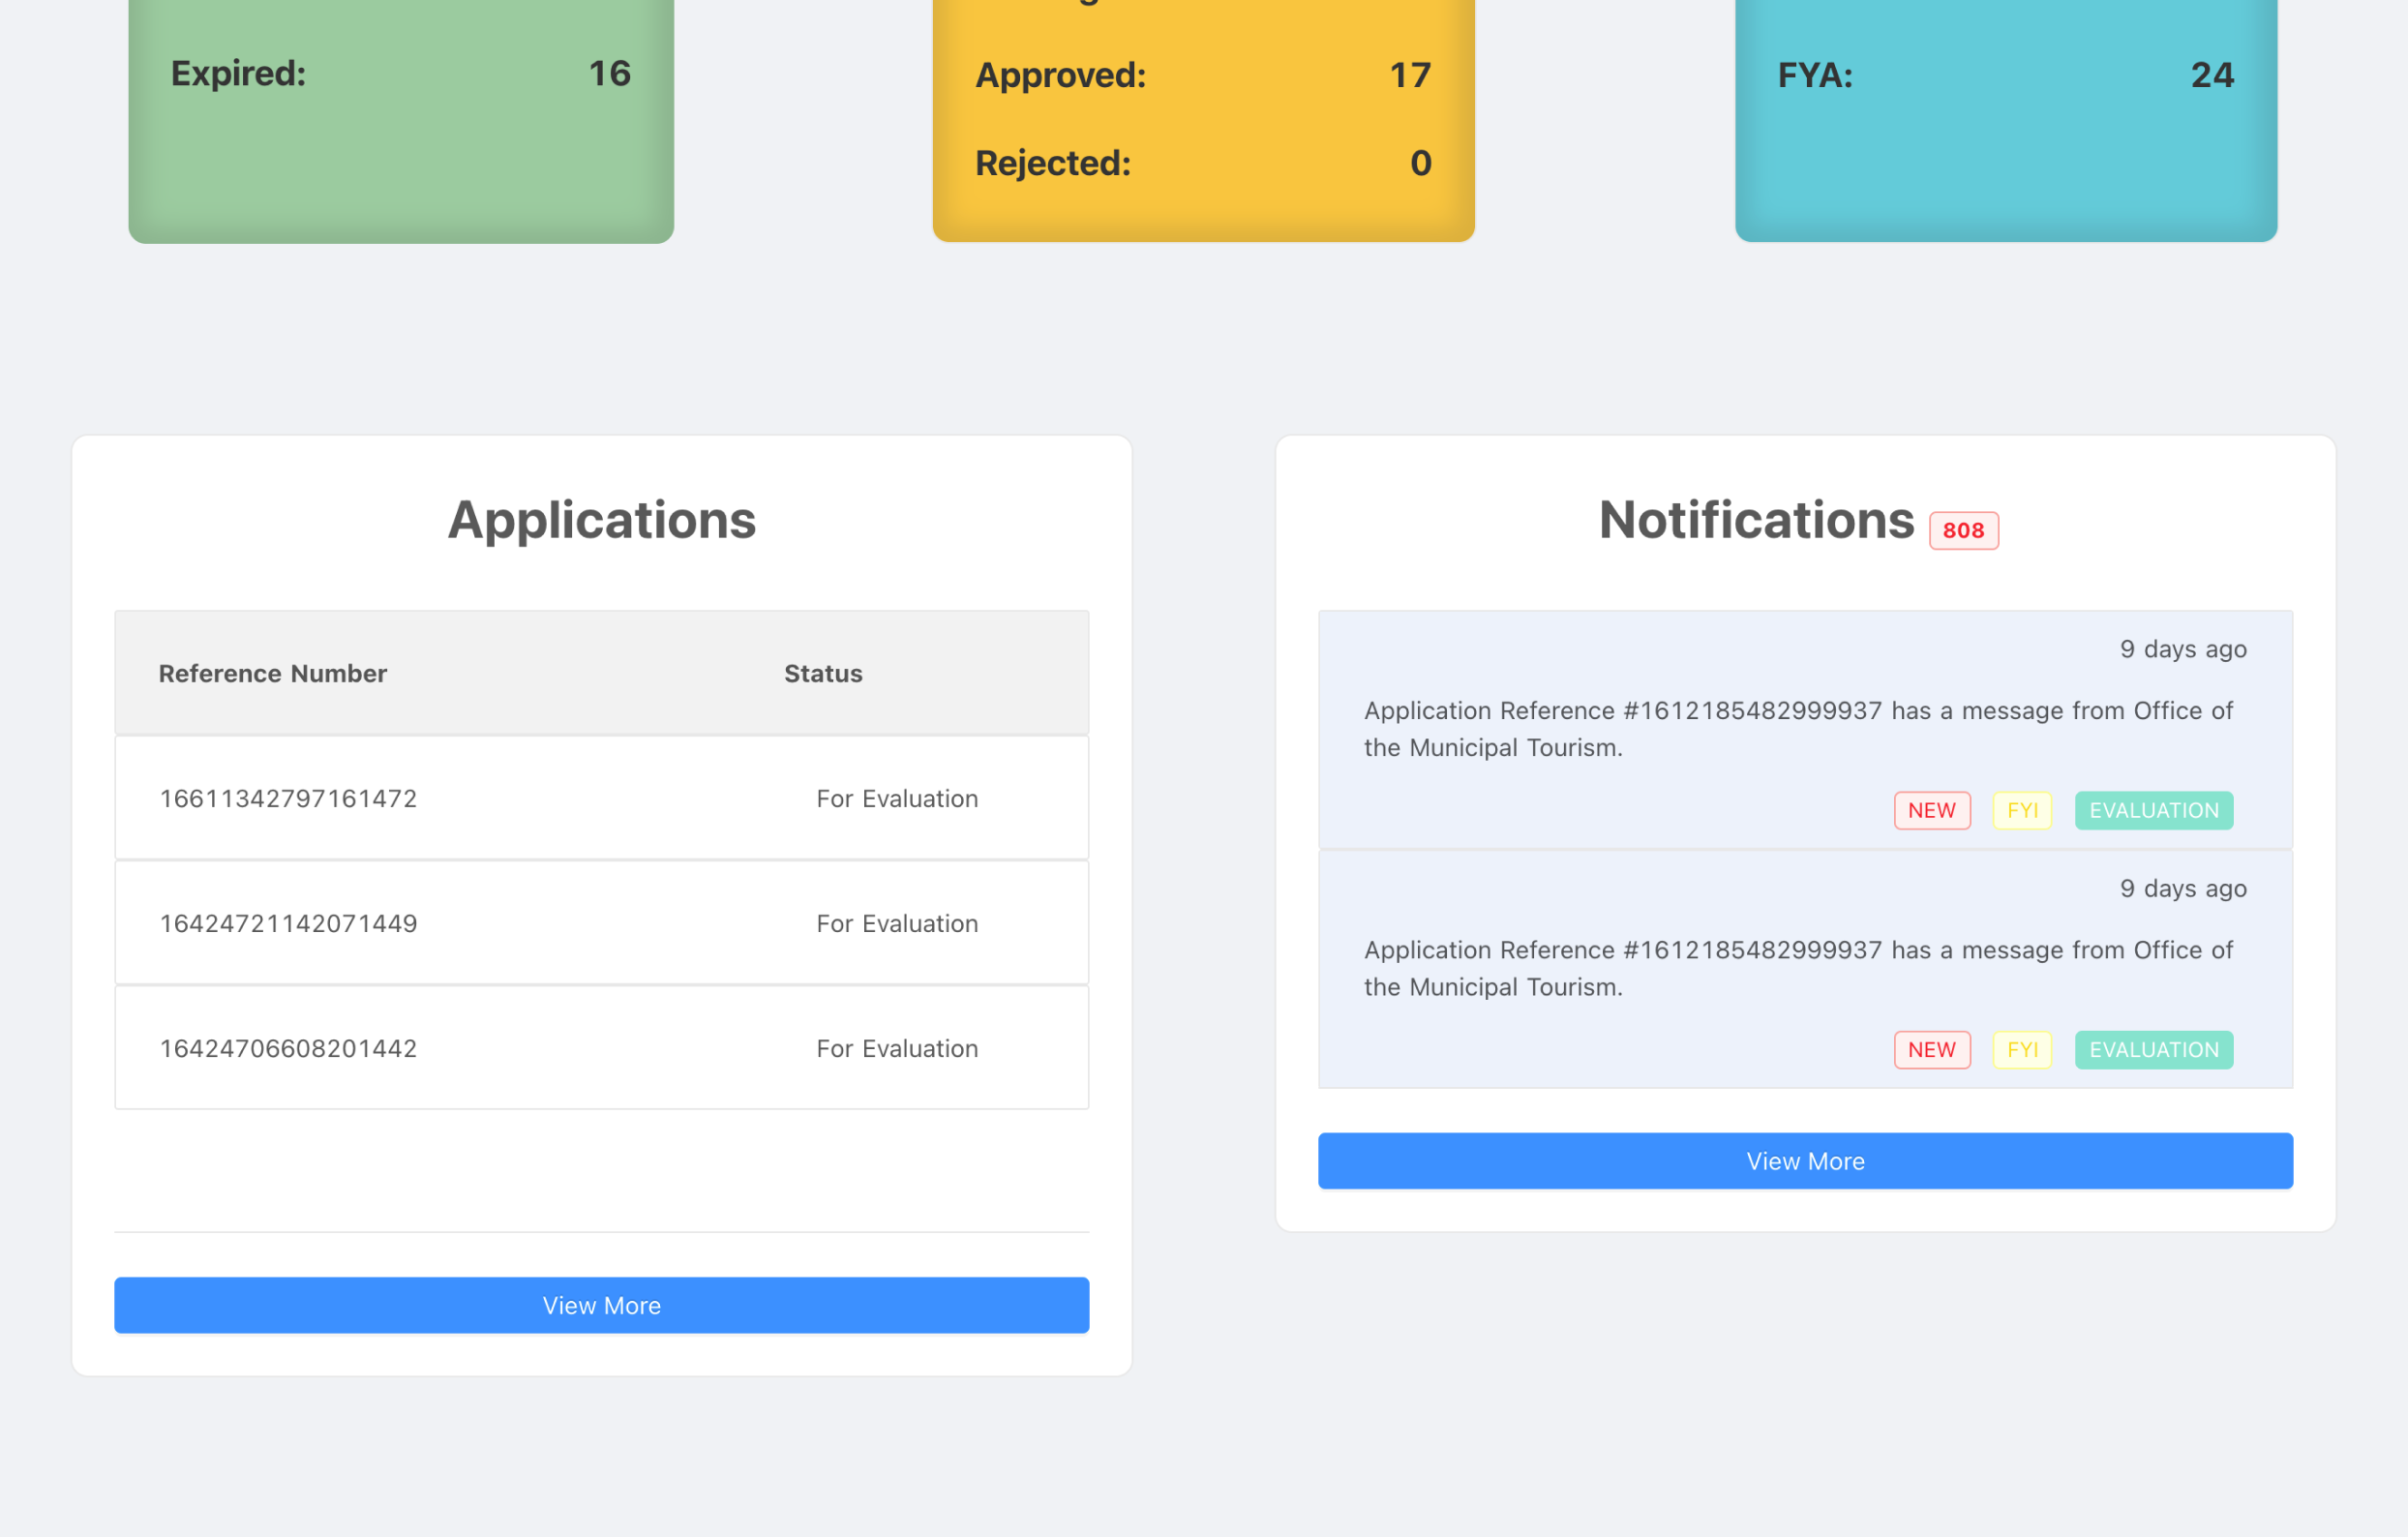 Expired: 16
Approved: 17
Rejected: 0
FYA: 24
Applications
Reference Number Status
16611342797161472 For Evaluation
16424721142071449 For Evaluation
16424706608201442 For Evaluation
View More
Notifications 808
9 days ago
Application Reference #1612185482999937 has a message from Office of
the Municipal Tourism.
NEW FYI EVALUATION
9 days ago
Application Reference #1612185482999937 has a message from Office of
the Municipal Tourism.
NEW FYI EVALUATION
View More